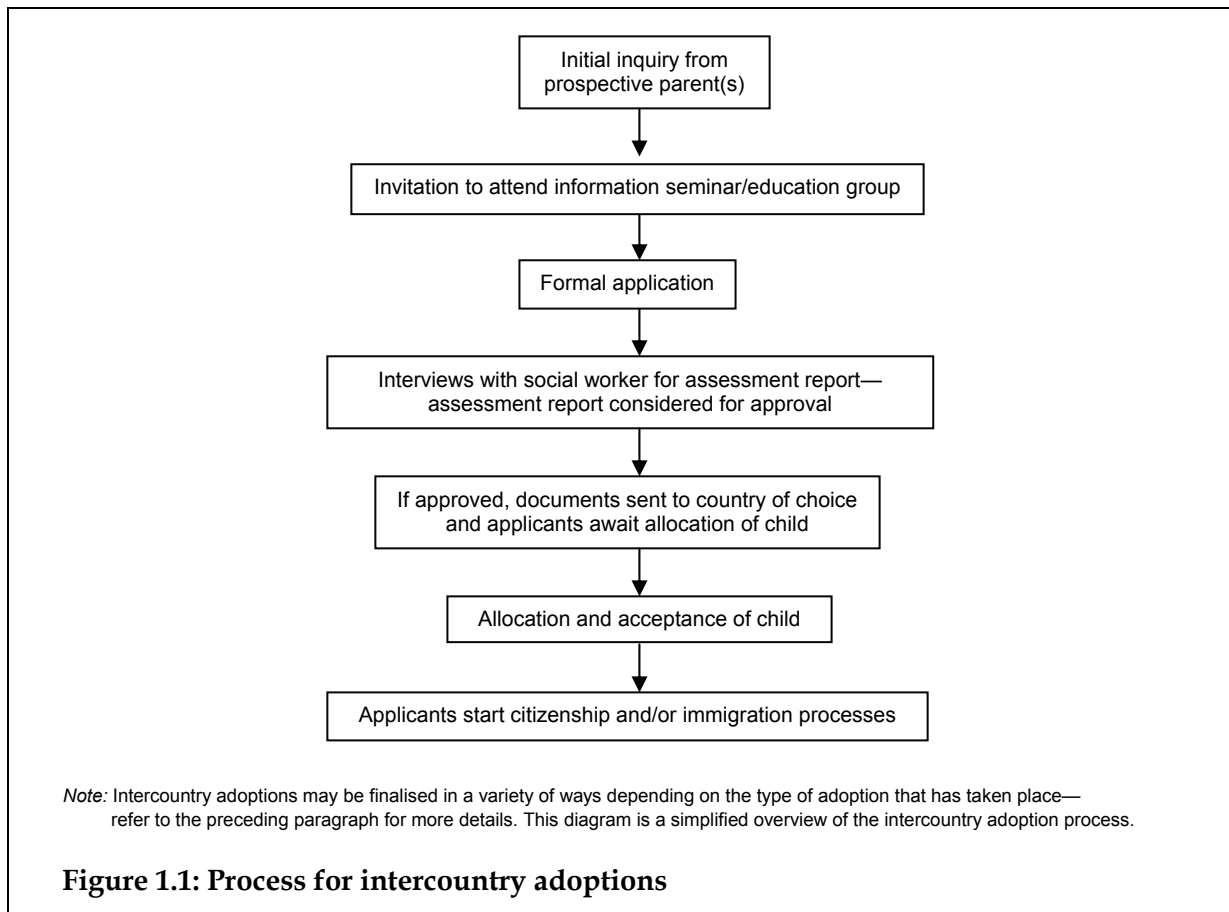 Initial inquiry from
prospective parent(s)
Invitation to attend information seminar/education group
Formal application
Interviews with social worker for assessment report—
assessment report considered for approval
If approved, documents sent to country of choice
and applicants await allocation of child
Allocation and acceptance of child
Applicants start citizenship and/or immigration processes
Note: Intercountry adoptions may be finalised in a variety of ways depending on the type of adoption that has taken place—
refer to the preceding paragraph for more details. This diagram is a simplified overview of the intercountry adoption process.
Figure 1.1: Process for intercountry adoptions